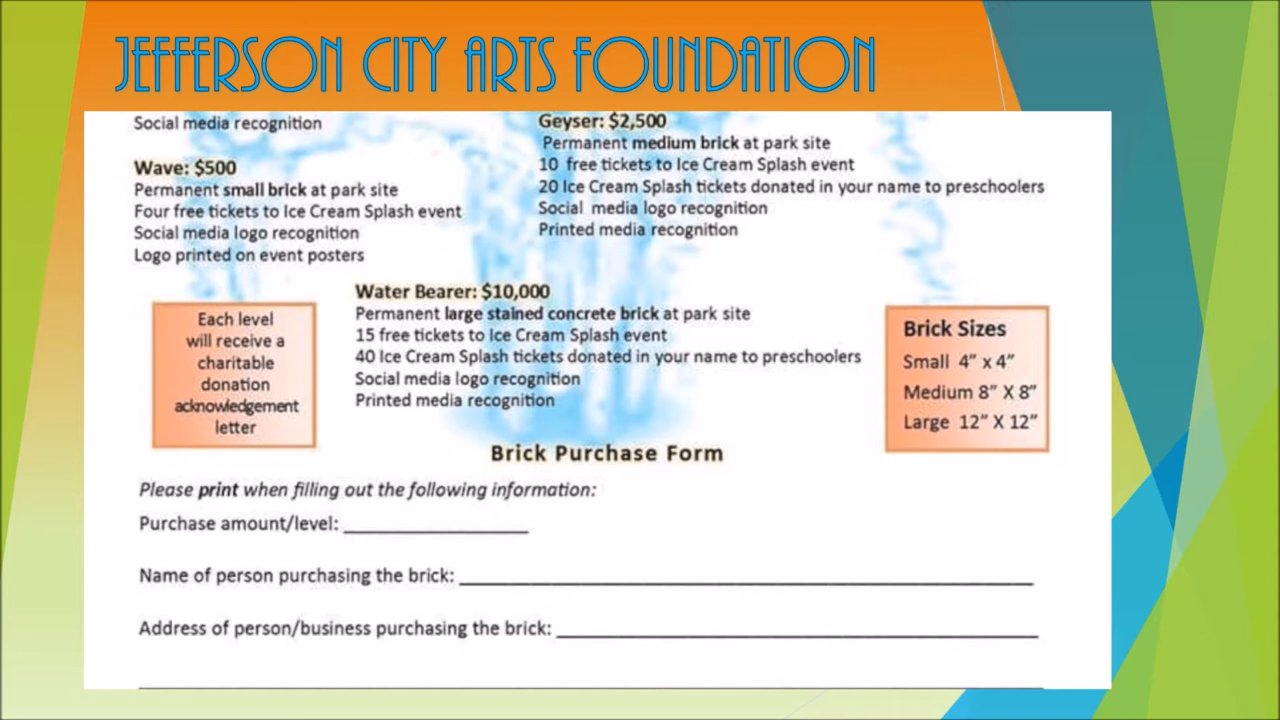 JEFFERSON CITY ARTS FOUNDATION
Social media recognition
Wave: $500
Permanent small brick at park site
Four free tickets to Ice Cream Splash event
Social media logo recognition
Logo printed on event posters
Geyser: $2,500
Permanent medium brick at park site
10 free tickets to Ice Cream Splash event
20 Ice Cream Splash tickets donated in your name to preschoolers
Social media logo recognition
Printed media recognition
Each level
will receive a
charitable
donation
acknowledgement
letter
Water Bearer: $10,000
Permanent large stained concrete brick at park site
15 free tickets to Ice Cream Splash event
40 Ice Cream Splash tickets donated in your name to preschoolers
Social media logo recognition
Printed media recognition
Brick Sizes
Small 4” x 4”
Medium 8” X 8”
Large 12” X 12”
Brick Purchase Form
Please print when filling out the following information:
Purchase amount/level: ____________________
Name of person purchasing the brick: ____________________
Address of person/business purchasing the brick: ____________________